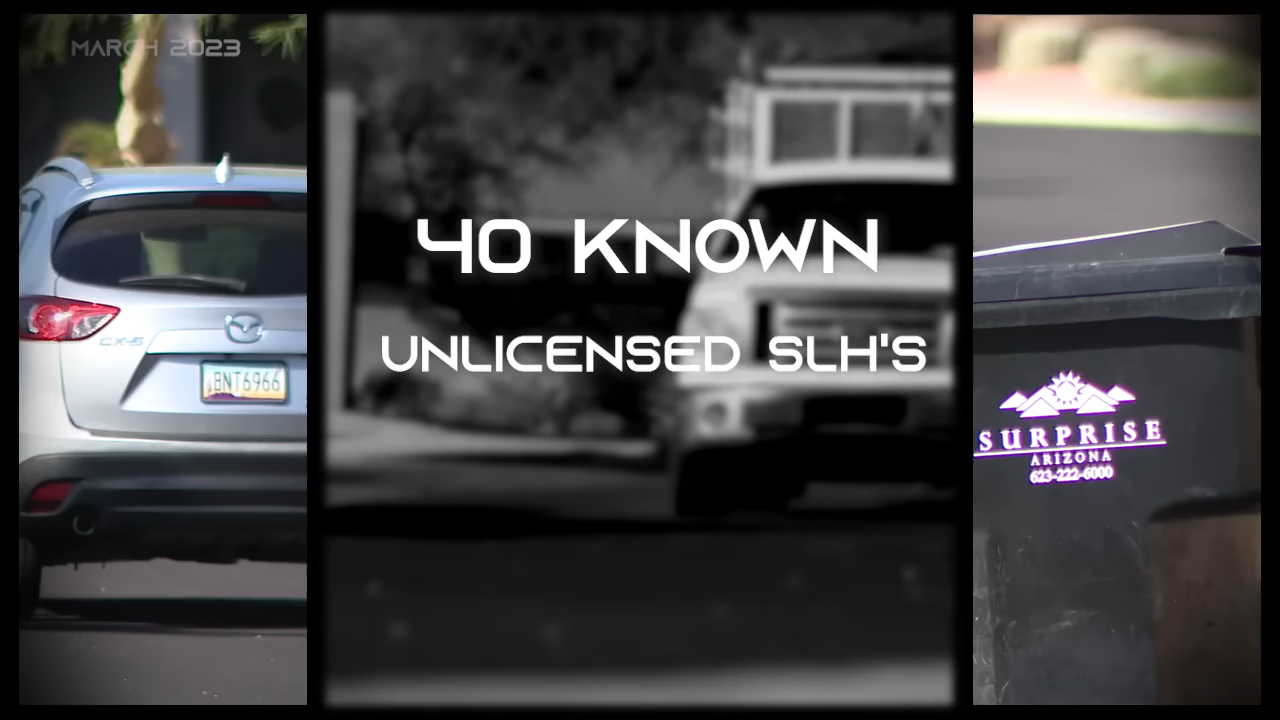 MARCH 2023
40 KNOWN
UNLICENSED SLH'S
CX-5
BNT6966
SURPRISE
ARIZONA
623-222-6000